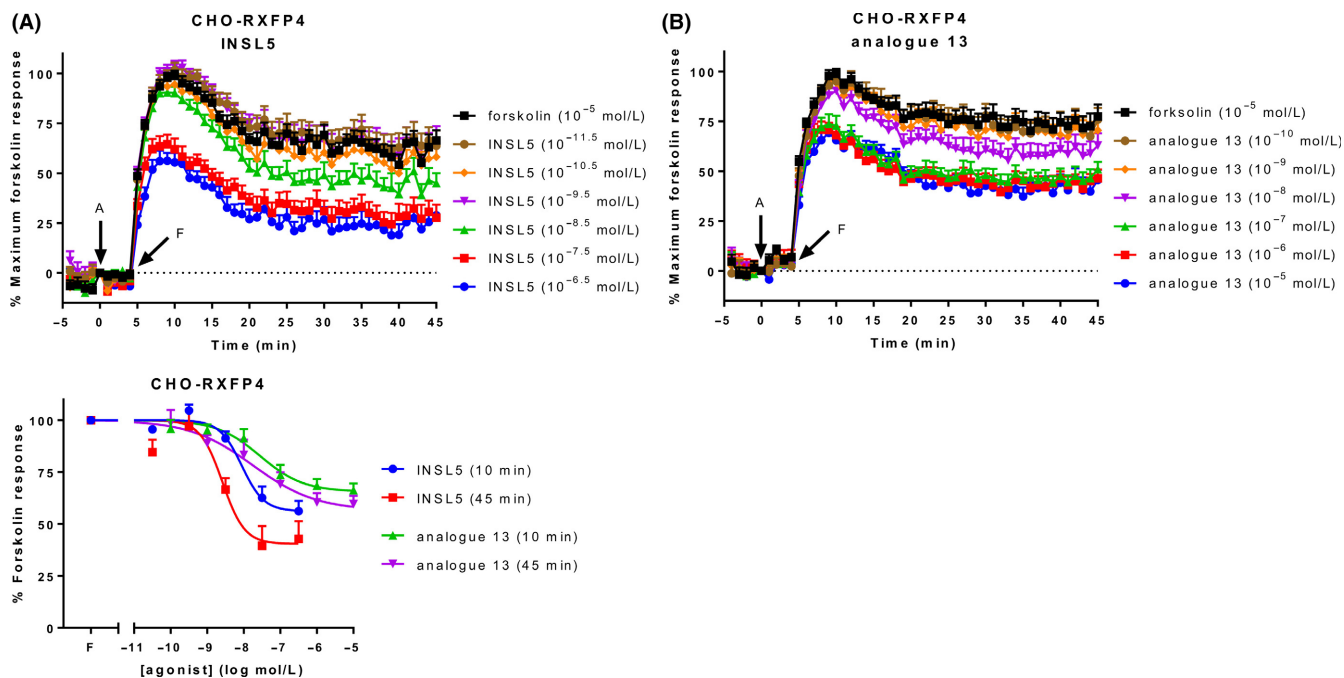 (A)
CHO-RXFP4
INSL5
% Maximum forskolin response
100
75
50
25
0
A
F
−5 0 5 10 15 20 25 30 35 40 45
Time (min)
forskolin (10−5 mol/L)
INSL5 (10−11.5 mol/L)
INSL5 (10−10.5 mol/L)
INSL5 (10−9.5 mol/L)
INSL5 (10−8.5 mol/L)
INSL5 (10−7.5 mol/L)
INSL5 (10−6.5 mol/L)
(B)
CHO-RXFP4
analogue 13
% Maximum forskolin response
100
75
50
25
0
A
F
−5 0 5 10 15 20 25 30 35 40 45
Time (min)
forksolin (10−5 mol/L)
analogue 13 (10−10 mol/L)
analogue 13 (10−9 mol/L)
analogue 13 (10−8 mol/L)
analogue 13 (10−7 mol/L)
analogue 13 (10−6 mol/L)
analogue 13 (10−5 mol/L)
CHO-RXFP4
% Forskolin response
100
75
50
25
0
F −11 −10 −9 −8 −7 −6 −5
[agonist] (log mol/L)
INSL5 (10 min)
INSL5 (45 min)
analogue 13 (10 min)
analogue 13 (45 min)